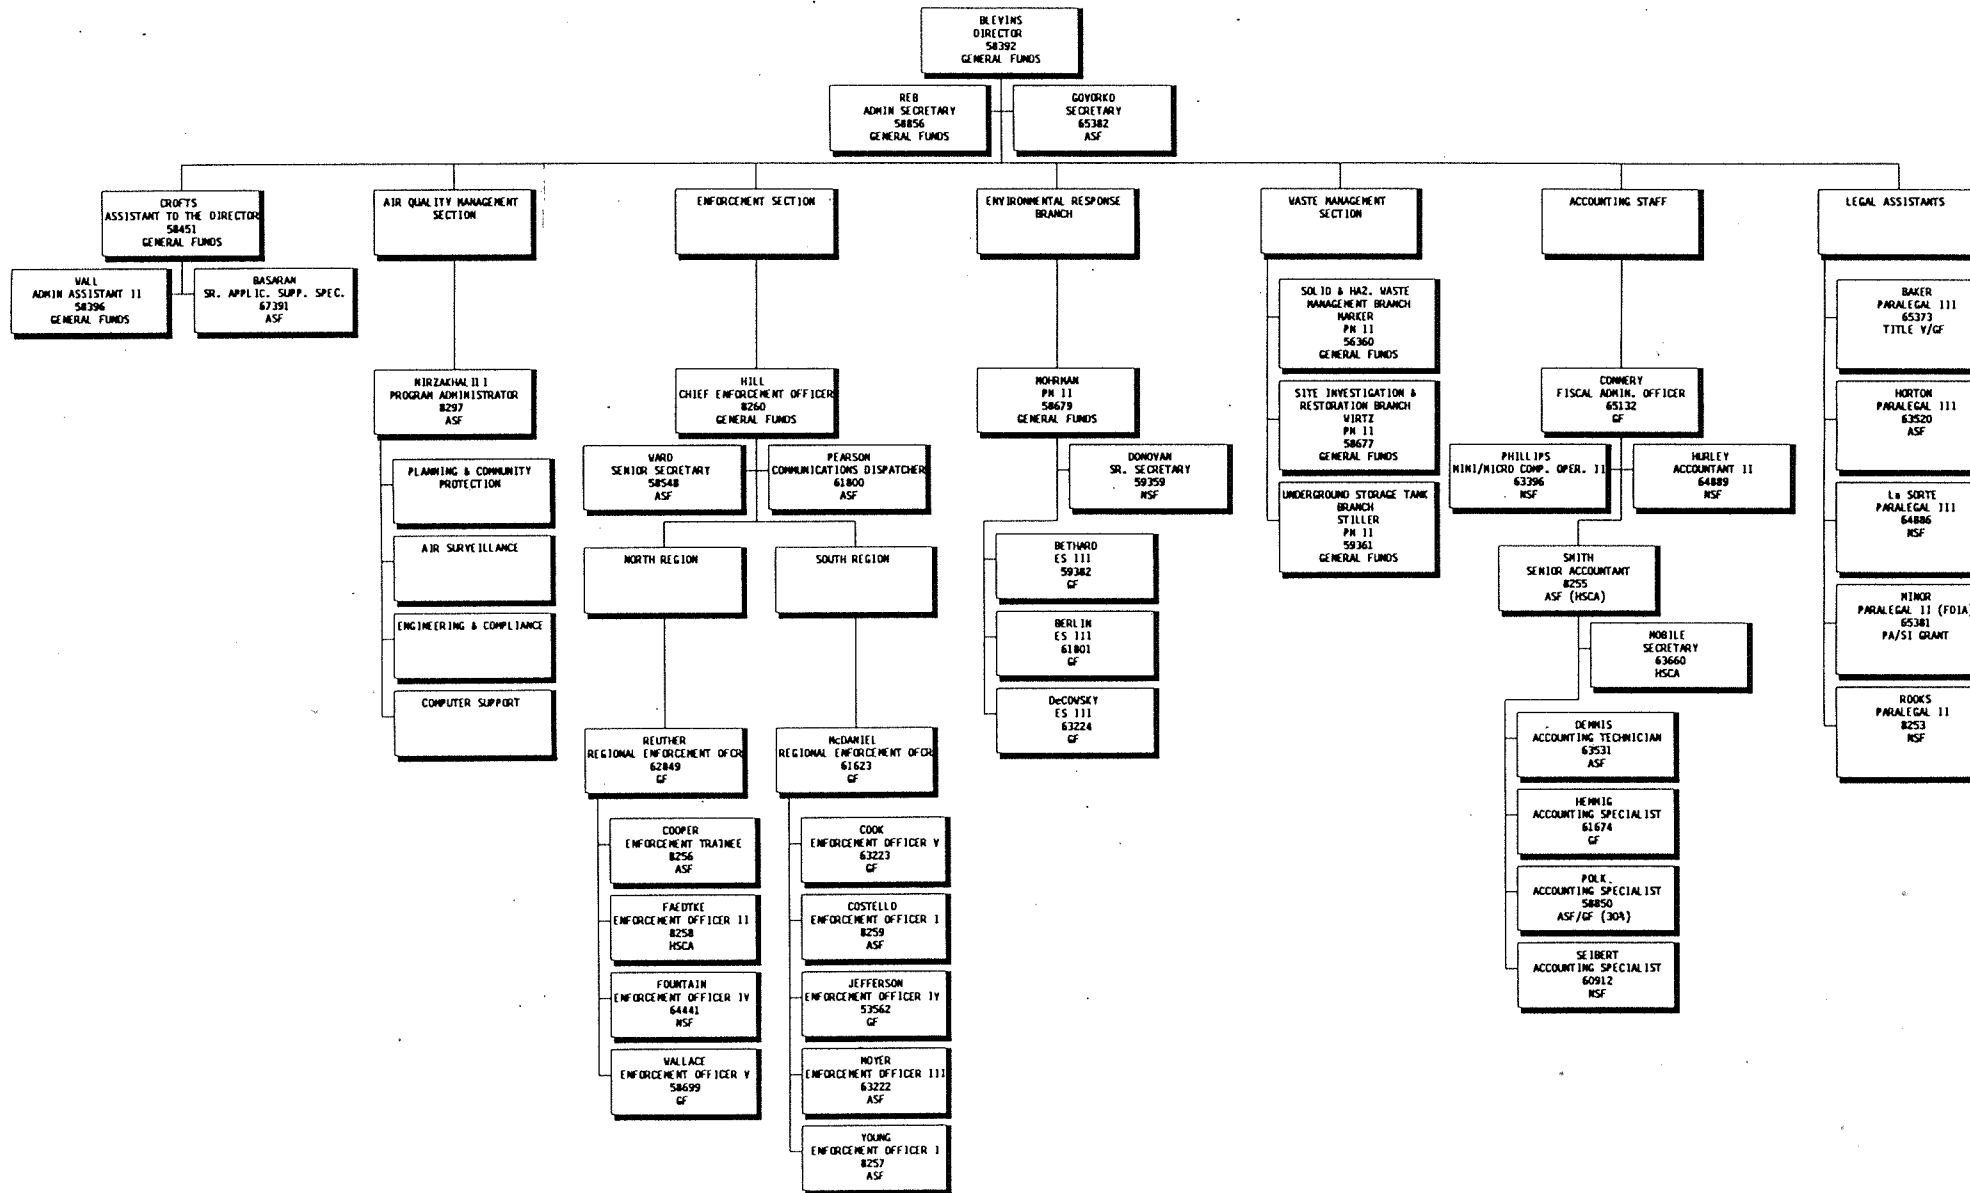 BLEVINS
DIRECTOR
58392
GENERAL FUNDS
REB
ADMIN SECRETARY
58856
GENERAL FUNDS
GOVORKO
SECRETARY
65382
ASF
CROFTS
ASSISTANT TO THE DIRECTOR
58451
GENERAL FUNDS
WALL
ADMIN ASSISTANT II
58396
GENERAL FUNDS
BASARAN
SR. APPLIC. SUPP. SPEC.
67391
ASF
AIR QUALITY MANAGEMENT
SECTION
MIRZAKHALILI
PROGRAM ADMINISTRATOR
8297
ASF
PLANNING & COMMUNITY
PROTECTION
AIR SURVEILLANCE
ENGINEERING & COMPLIANCE
COMPUTER SUPPORT
ENFORCEMENT SECTION
HILL
CHIEF ENFORCEMENT OFFICER
8260
GENERAL FUNDS
WARD
SENIOR SECRETARY
58548
ASF
PEARSON
COMMUNICATIONS DISPATCHER
61800
ASF
NORTH REGION
SOUTH REGION
REUTHER
REGIONAL ENFORCEMENT OFCR
62849
GF
COOPER
ENFORCEMENT TRAINEE
8256
ASF
FAEDTKE
ENFORCEMENT OFFICER II
8258
HSCA
FOUNTAIN
ENFORCEMENT OFFICER IV
64441
NSF
WALLACE
ENFORCEMENT OFFICER V
58699
GF
McDANIEL
REGIONAL ENFORCEMENT OFCR
61623
GF
COOK
ENFORCEMENT OFFICER V
63223
GF
COSTELLO
ENFORCEMENT OFFICER I
8259
ASF
JEFFERSON
ENFORCEMENT OFFICER IV
53562
GF
MOYER
ENFORCEMENT OFFICER III
63222
ASF
YOUNG
ENFORCEMENT OFFICER I
8257
ASF
ENVIRONMENTAL RESPONSE
BRANCH
MOHRMAN
PM II
58679
GENERAL FUNDS
DONOVAN
SR. SECRETARY
59359
NSF
BETHARD
ES III
59382
GF
BERLIN
ES III
61801
GF
DeCOWSKY
ES III
63224
GF
WASTE MANAGEMENT
SECTION
SOLID & HAZ. WASTE
MANAGEMENT BRANCH
MARKER
PM II
56360
GENERAL FUNDS
SITE INVESTIGATION &
RESTORATION BRANCH
WIRTZ
PM II
58677
GENERAL FUNDS
UNDERGROUND STORAGE TANK
BRANCH
STILLER
PM II
59361
GENERAL FUNDS
ACCOUNTING STAFF
CONNERY
FISCAL ADMIN. OFFICER
65132
GF
PHILLIPS
MINI/MICRO COMP. OPER. II
63396
NSF
HURLEY
ACCOUNTANT II
64889
NSF
SMITH
SENIOR ACCOUNTANT
8255
ASF (HSCA)
MOBILE
SECRETARY
63660
HSCA
DENNIS
ACCOUNTING TECHNICIAN
63531
ASF
HEMMIG
ACCOUNTING SPECIALIST
61674
GF
POLK
ACCOUNTING SPECIALIST
58850
ASF/GF (30%)
SEIBERT
ACCOUNTING SPECIALIST
60912
NSF
LEGAL ASSISTANTS
BAKER
PARALEGAL III
65373
TITLE V/GF
HORTON
PARALEGAL III
63520
ASF
La SORTE
PARALEGAL III
64886
NSF
MINOR
PARALEGAL II (FOIA)
65381
PA/SI GRANT
ROOKS
PARALEGAL II
8253
NSF